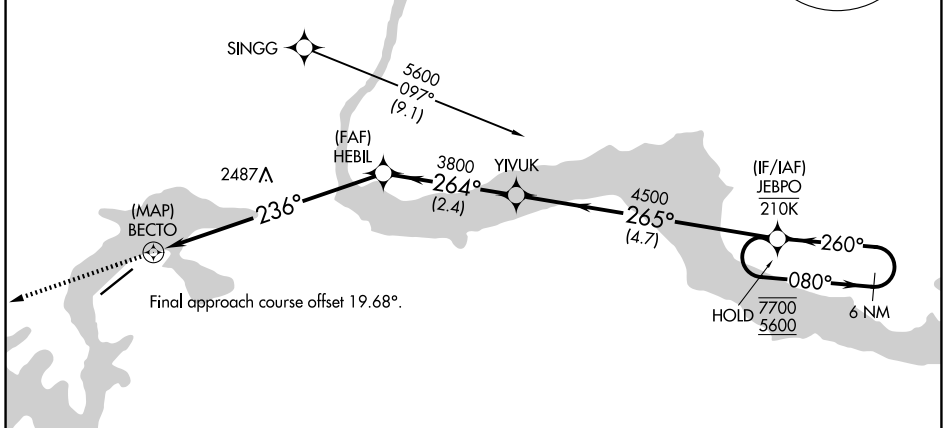 SINGG
5600
097°
(9.1)
(FAF)
HEBIL
3800
264°
(2.4)
YIVUK
(IF/IAF)
JEBPO
210K
2487
236°
4500
265°
(4.7)
(MAP)
BECTO
260°
080°
Final approach course offset 19.68°.
HOLD
7700
5600
6 NM